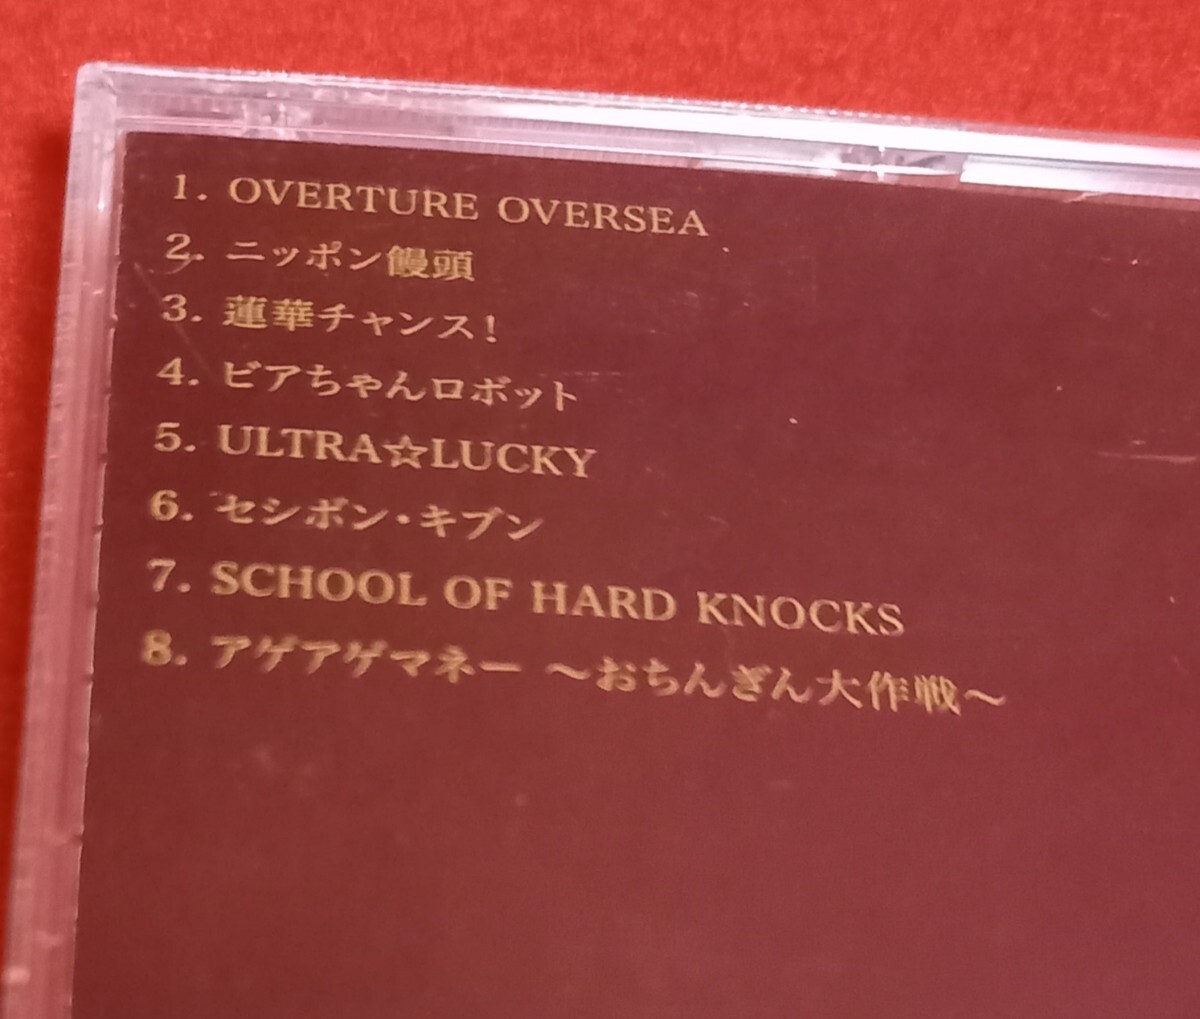 1. OVERTURE OVERSEA
2. ニッポン饅頭
3. 蓮華チャンス!
4. ビアちゃんロボット
5. ULTRA☆LUCKY
6. セシボン・キブン
7. SCHOOL OF HARD KNOCKS
8. アゲアゲマネー ～おちんぎん大作戦～